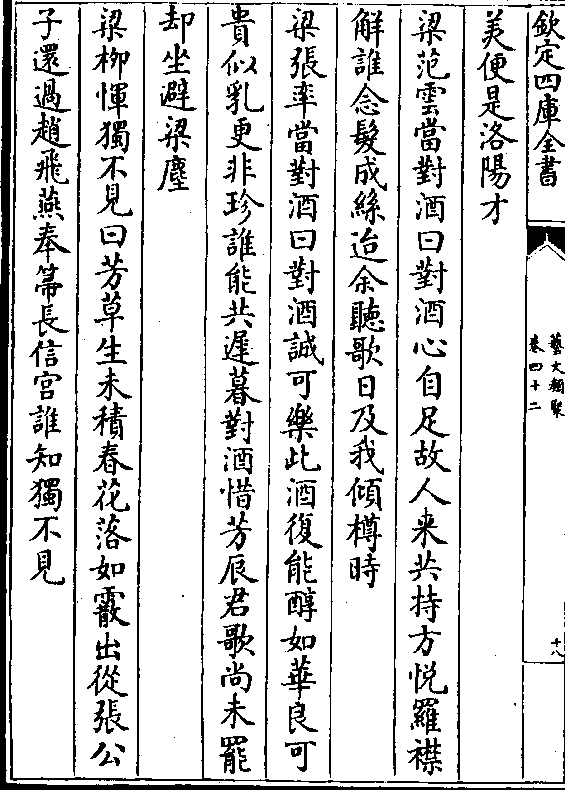 欽定四庫全書
藝文類聚
卷四十二
十八
美便是洛陽才
梁范雲當對酒曰對酒心自足故人来共持方悦羅襟
解誰念髮成絲迨余聽歌日及我傾樽時
梁張率當對酒曰對酒誠可樂此酒復能醇如華良可
貴似乳更非珍誰能共遲暮對酒惜芳辰君歌尚未罷
却坐避梁塵
梁柳惲獨不見曰芳草生未積春花落如霰出從張公
子還過趙飛燕奉箒長信宫誰知獨不見